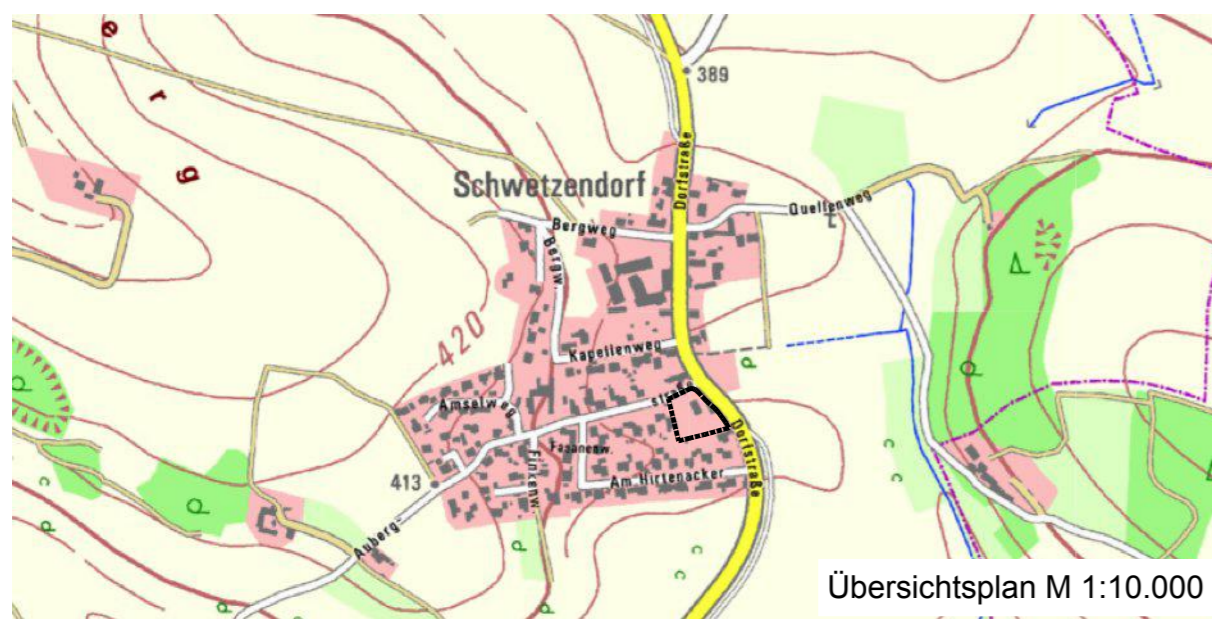 e
r
g
389
Dorfstraße
Schwetzendorf
Quellenweg
Bergweg
Bergw.
420
Kapellenweg
Amselweg
straße
Fasanenw.
Finkenw.
Dorfstraße
Am Hirtenacker
413
Auberg-
Übersichtsplan M 1:10.000